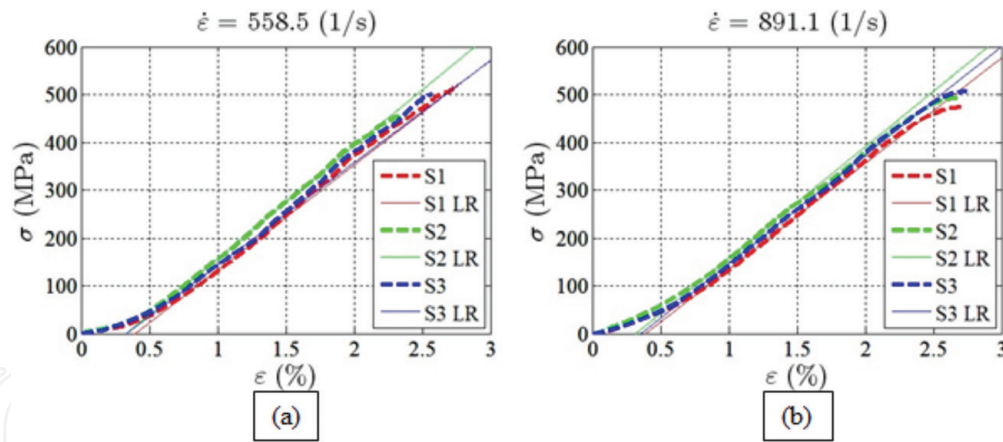 ε̇ = 558.5 (1/s)
600
500
400
300
200
100
0
σ (MPa)
0 0.5 1 1.5 2 2.5 3
ε (%)
S1
S1 LR
S2
S2 LR
S3
S3 LR
(a)
ε̇ = 891.1 (1/s)
600
500
400
300
200
100
0
σ (MPa)
0 0.5 1 1.5 2 2.5 3
ε (%)
S1
S1 LR
S2
S2 LR
S3
S3 LR
(b)